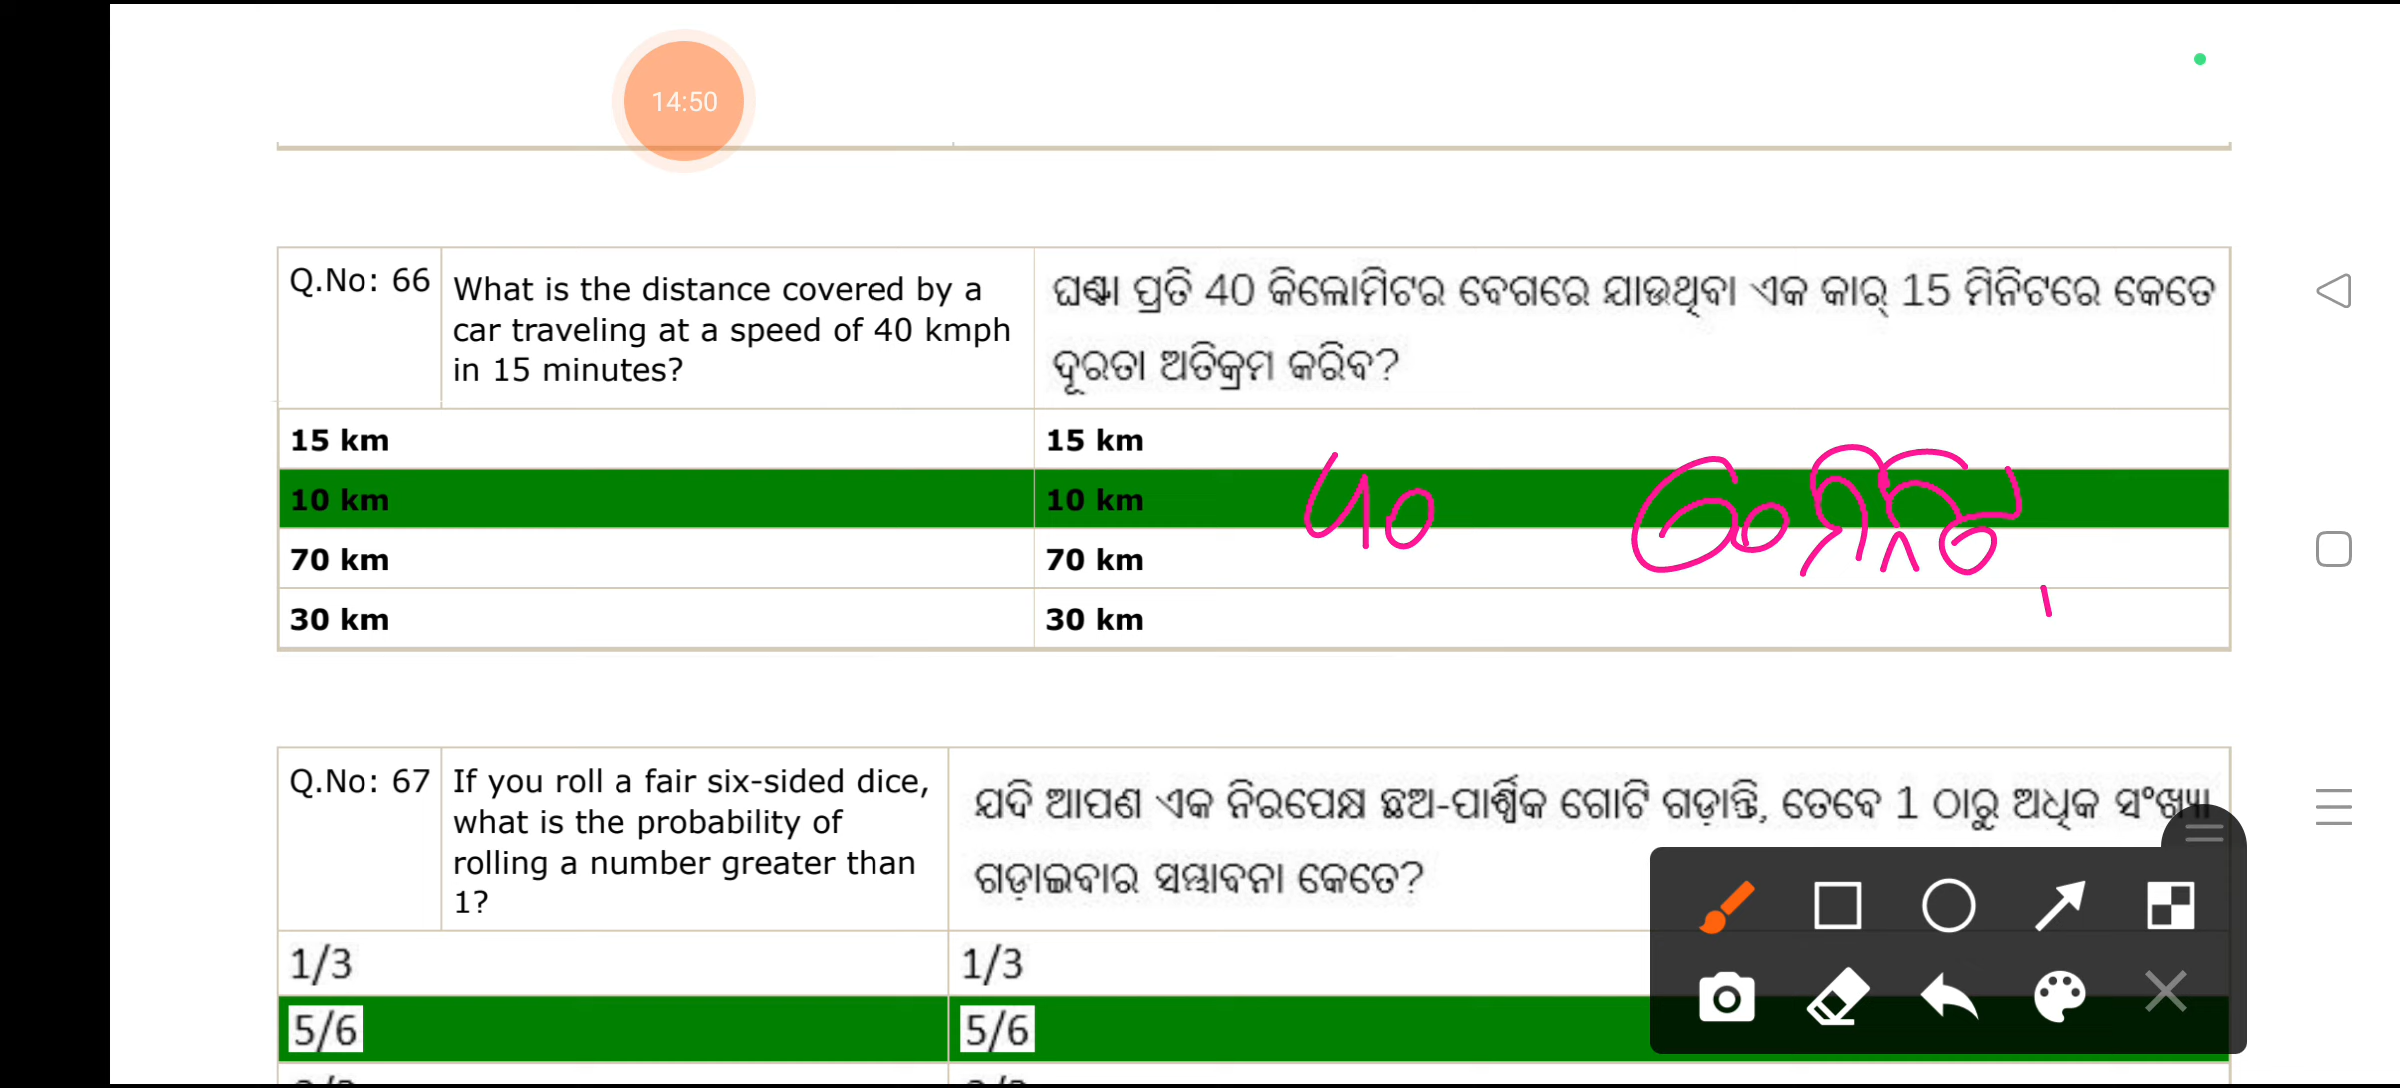 14:50
Q.No: 66
What is the distance covered by a
car traveling at a speed of 40 kmph
in 15 minutes?
ଘଣ୍ଟା ପ୍ରତି 40 କିଲୋମିଟର ବେଗରେ ଯାଉଥିବା ଏକ କାର୍ 15 ମିନିଟରେ କେତେ
ଦୂରତା ଅତିକ୍ରମ କରିବ?
15 km
15 km
10 km
10 km
40
70 km
70 km
30 km
30 km
Q.No: 67
If you roll a fair six-sided dice,
what is the probability of
rolling a number greater than
1?
ଯଦି ଆପଣ ଏକ ନିରପେକ୍ଷ ଛଅ-ପାର୍ଶ୍ୱିକ ଗୋଟି ଗଡ଼ାନ୍ତି, ତେବେ 1 ଠାରୁ ଅଧିକ ସଂଖ୍ୟା
ଗଡ଼ାଇବାର ସମ୍ଭାବନା କେତେ?
1/3
1/3
5/6
5/6